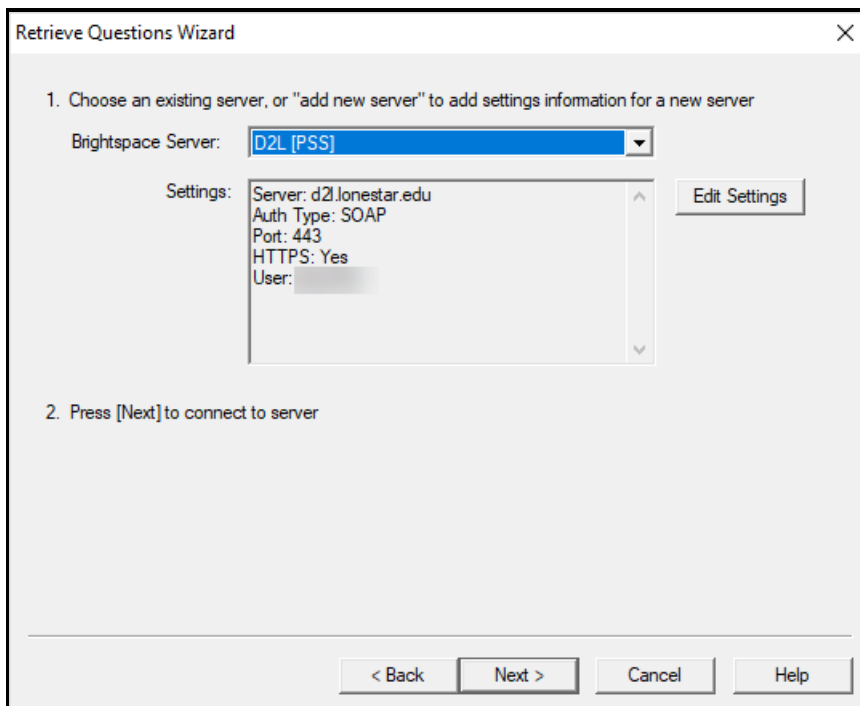 Retrieve Questions Wizard
1. Choose an existing server, or "add new server" to add settings information for a new server
Brightspace Server: D2L [PSS]
Settings: Server: d2l.lonestar.edu Edit Settings
Auth Type: SOAP
Port: 443
HTTPS: Yes
User:
2. Press [Next] to connect to server
< Back Next > Cancel Help